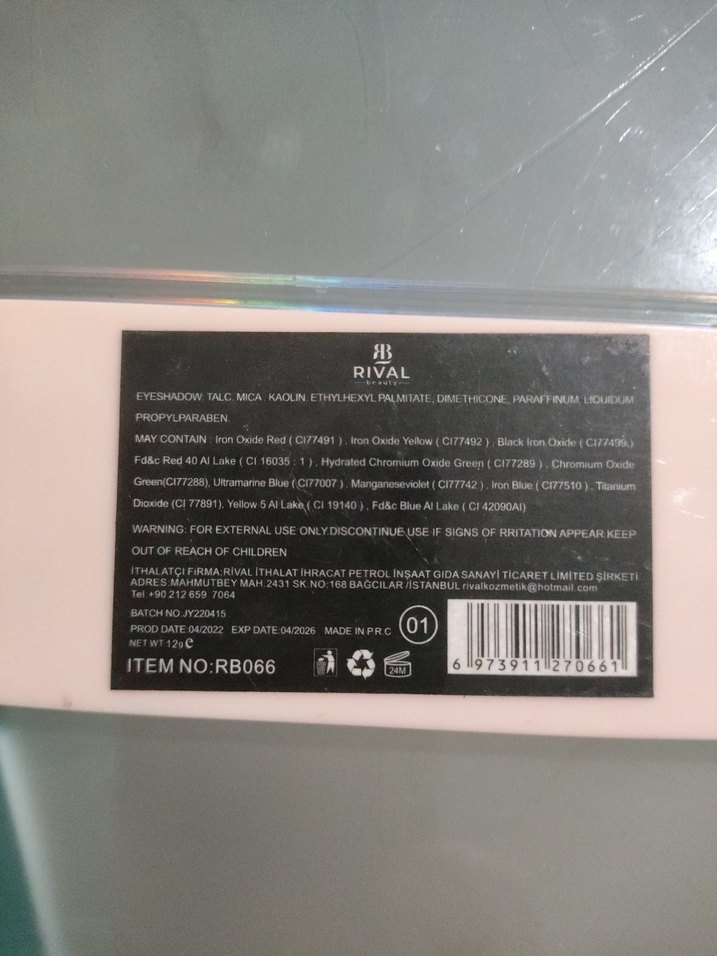 RB
RIVAL
beauty
EYESHADOW: TALC, MICA, KAOLIN, ETHYLHEXYL PALMITATE, DIMETHICONE, PARAFFINUM, LIQUIDUM
PROPYLPARABEN.
MAY CONTAIN : Iron Oxide Red ( CI77491 ) , Iron Oxide Yellow ( CI77492 ) , Black Iron Oxide ( CI77499;)
Fd&c Red 40 Al Lake ( CI 16035 : 1 ) , Hydrated Chromium Oxide Green ( CI77289 ) , Chromium Oxide
Green(CI77288), Ultramarine Blue ( CI77007 ) , Manganeseviolet ( CI77742 ) , Iron Blue ( CI77510 ) , Titanium
Dioxide (CI 77891), Yellow 5 Al Lake ( CI 19140 ) , Fd&c Blue Al Lake ( CI 42090Al)
WARNING: FOR EXTERNAL USE ONLY.DISCONTINUE USE IF SIGNS OF RRITATION APPEAR.KEEP
OUT OF REACH OF CHILDREN
İTHALATÇI FiRMA:RiVAL İTHALAT İHRACAT PETROL İNŞAAT GIDA SANAYİ TİCARET LIMITED ŞİRKETİ
ADRES:MAHMUTBEY MAH.2431 SK.NO:168 BAĞCILAR /İSTANBUL rivalkozmetik@hotmail.com
Tel:+90 212 659 7064
BATCH NO:JY220415
PROD DATE:04/2022 EXP DATE:04/2026 MADE IN P.R.C 01
NET WT.12g e
ITEM NO:RB066 24M 6 973911 270661